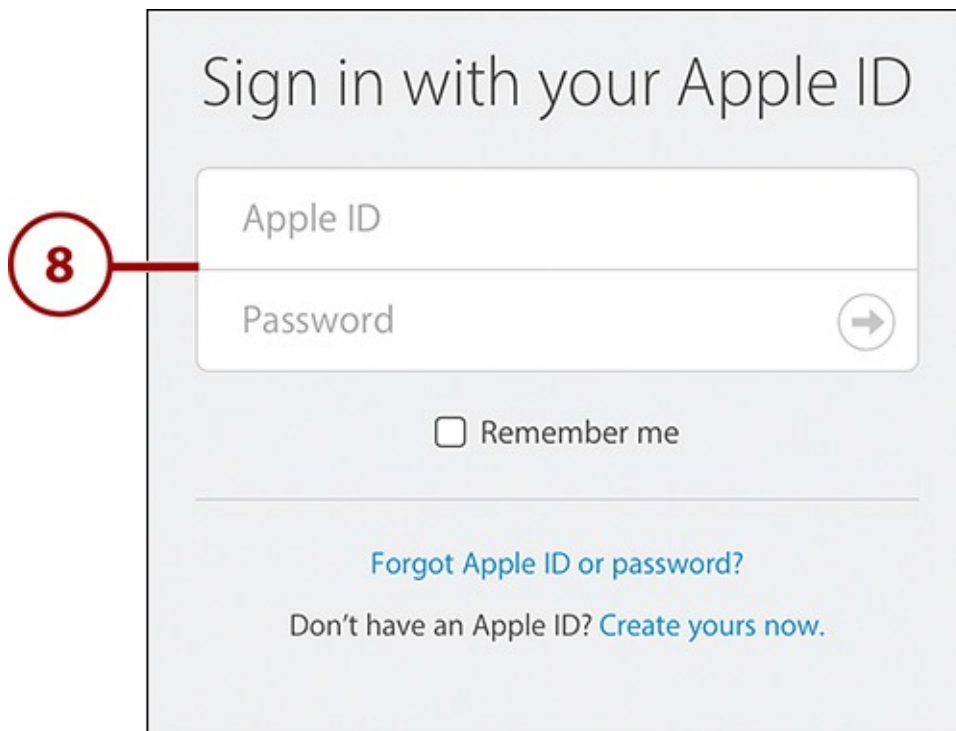 Sign in with your Apple ID
Apple ID
8
Password
Remember me
Forgot Apple ID or password?
Don't have an Apple ID? Create yours now.